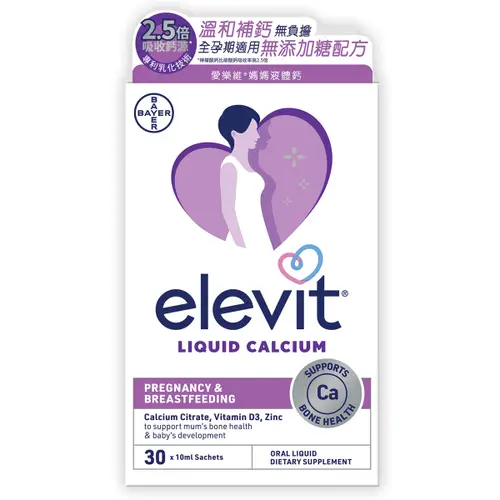 2.5倍
吸收鈣源*
專利乳化技術
溫和補鈣 無負擔
全孕期適用 無添加糖配方
*檸檬酸鈣比碳酸鈣吸收率高2.5倍
愛樂維®媽媽液體鈣
BAYER
BAYER
elevit®
LIQUID CALCIUM
PREGNANCY &
BREASTFEEDING
Calcium Citrate, Vitamin D3, Zinc
to support mum's bone health
& baby's development
SUPPORTS
Ca
BONE HEALTH
30 x 10ml Sachets
ORAL LIQUID
DIETARY SUPPLEMENT